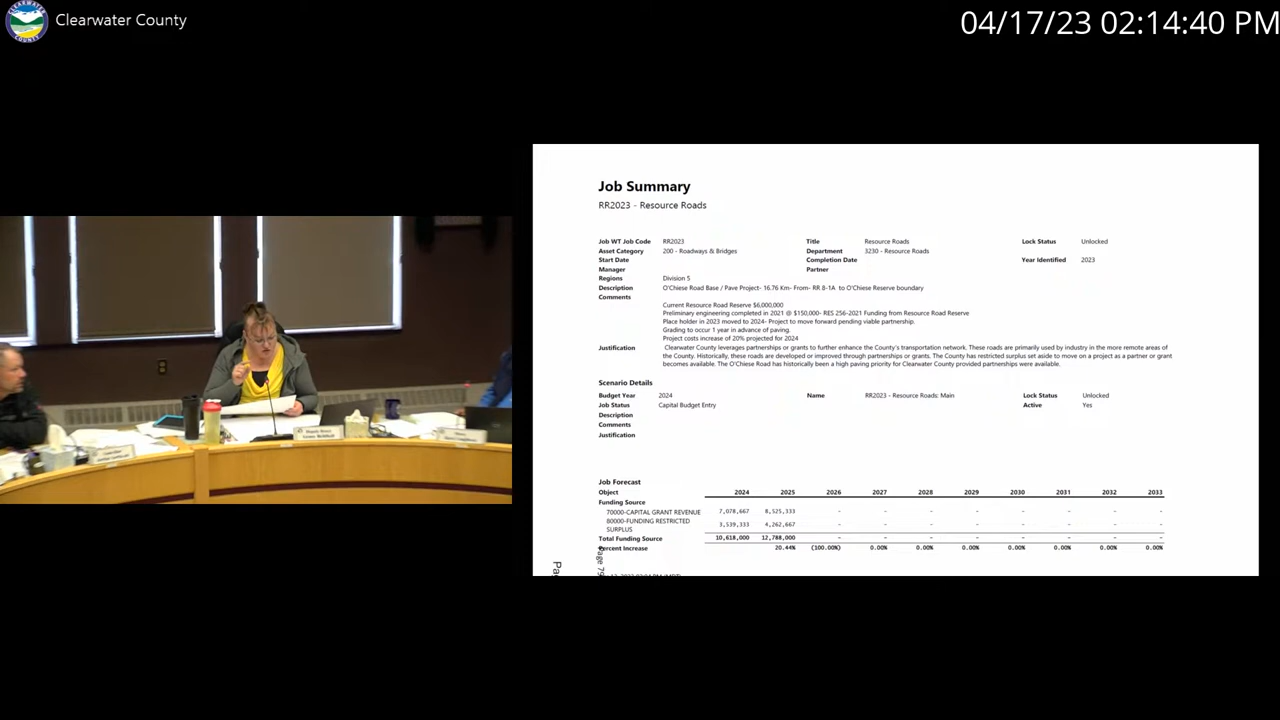 Clearwater County
04/17/23 02:14:40 PM
Job Summary
RR2023 - Resource Roads
Job WT Job Code RR2023 Title Resource Roads Lock Status Unlocked
Asset Category 200 - Roadways & Bridges Department 3230 - Resource Roads
Start Date Completion Date Year Identified 2023
Manager Partner
Regions Division 5
Description O'Chiese Road Base / Pave Project- 16.76 Km- From- RR 8-1A to O'Chiese Reserve boundary
Comments
Current Resource Road Reserve $6,000,000
Preliminary engineering completed in 2021 @ $150,000- RES 256-2021 Funding from Resource Road Reserve
Place holder in 2023 moved to 2024- Project to move forward pending viable partnership.
Grading to occur 1 year in advance of paving.
Project costs increase of 20% projected for 2024
Justification Clearwater County leverages partnerships or grants to further enhance the County's transportation network. These roads are primarily used by industry in the more remote areas of
the County. Historically, these roads are developed or improved through partnerships or grants. The County has restricted surplus set aside to move on a project as a partner or grant
becomes available. The O'Chiese Road has historically been a high paving priority for Clearwater County provided partnerships were available.
Scenario Details
Budget Year 2024 Name RR2023 - Resource Roads: Main Lock Status Unlocked
Job Status Capital Budget Entry Active Yes
Description
Comments
Justification
Job Forecast
Object 2024 2025 2026 2027 2028 2029 2030 2031 2032 2033
Funding Source
70000-CAPITAL GRANT REVENUE 7,078,667 8,525,333 - - - - - - - -
80000-FUNDING RESTRICTED
SURPLUS 3,539,333 4,262,667 - - - - - - - -
Total Funding Source 10,618,000 12,788,000 - - - - - - - -
Percent Increase 20.44% (100.00%) 0.00% 0.00% 0.00% 0.00% 0.00% 0.00% 0.00%
Page 79